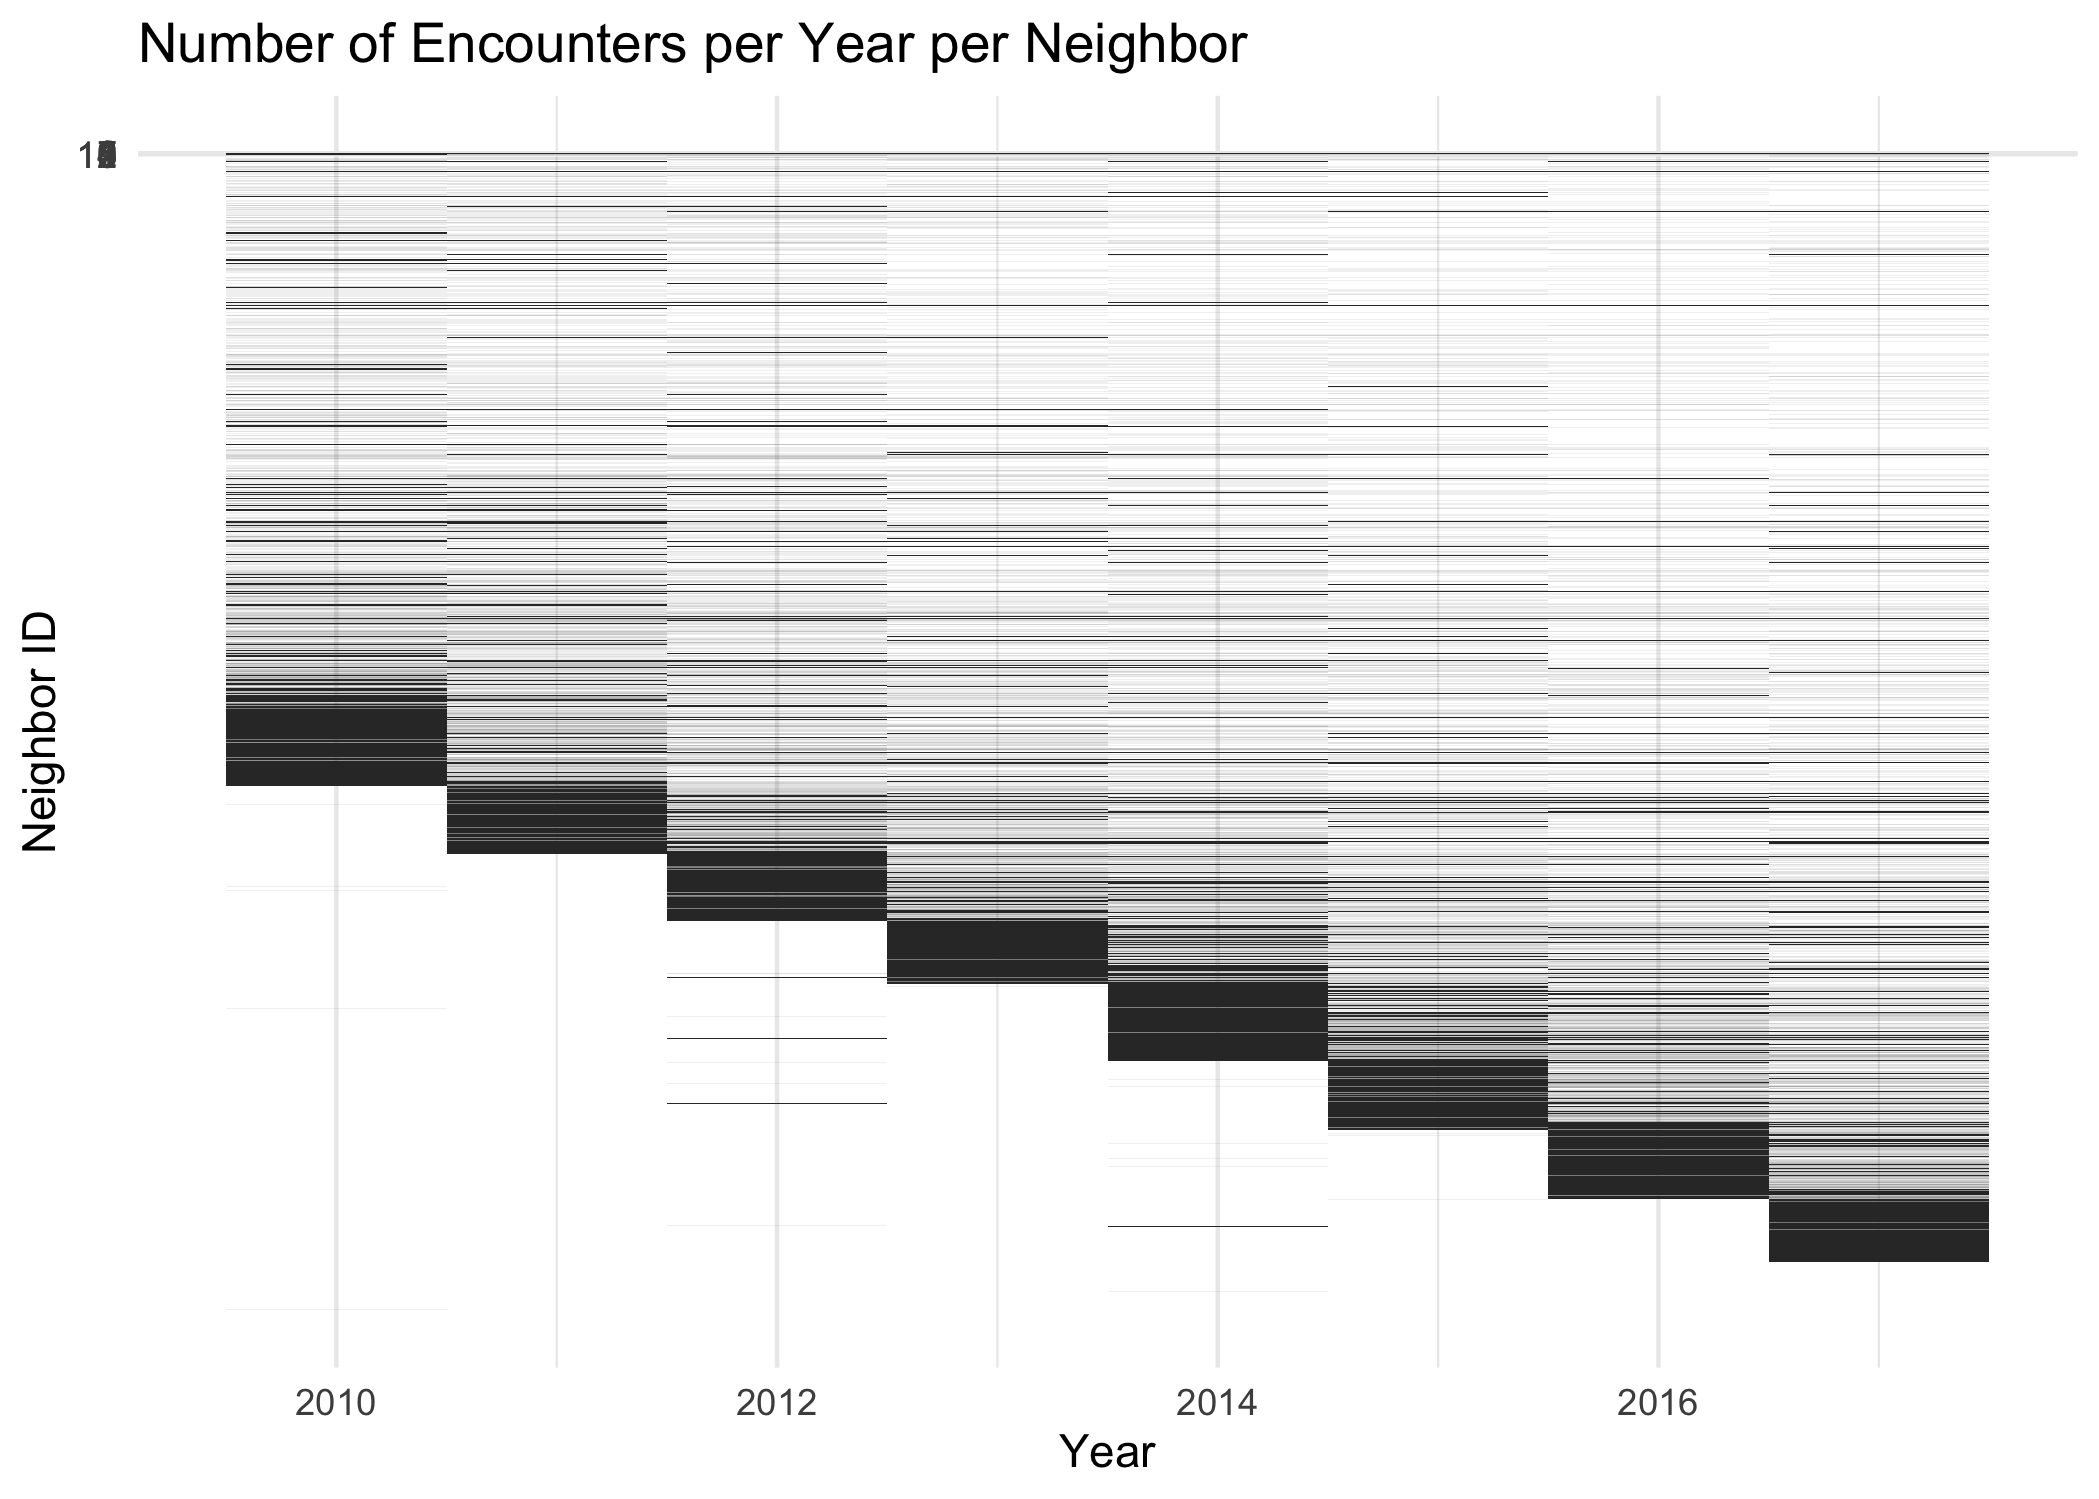 Number of Encounters per Year per Neighbor
Neighbor ID
2010 2012 2014 2016
Year